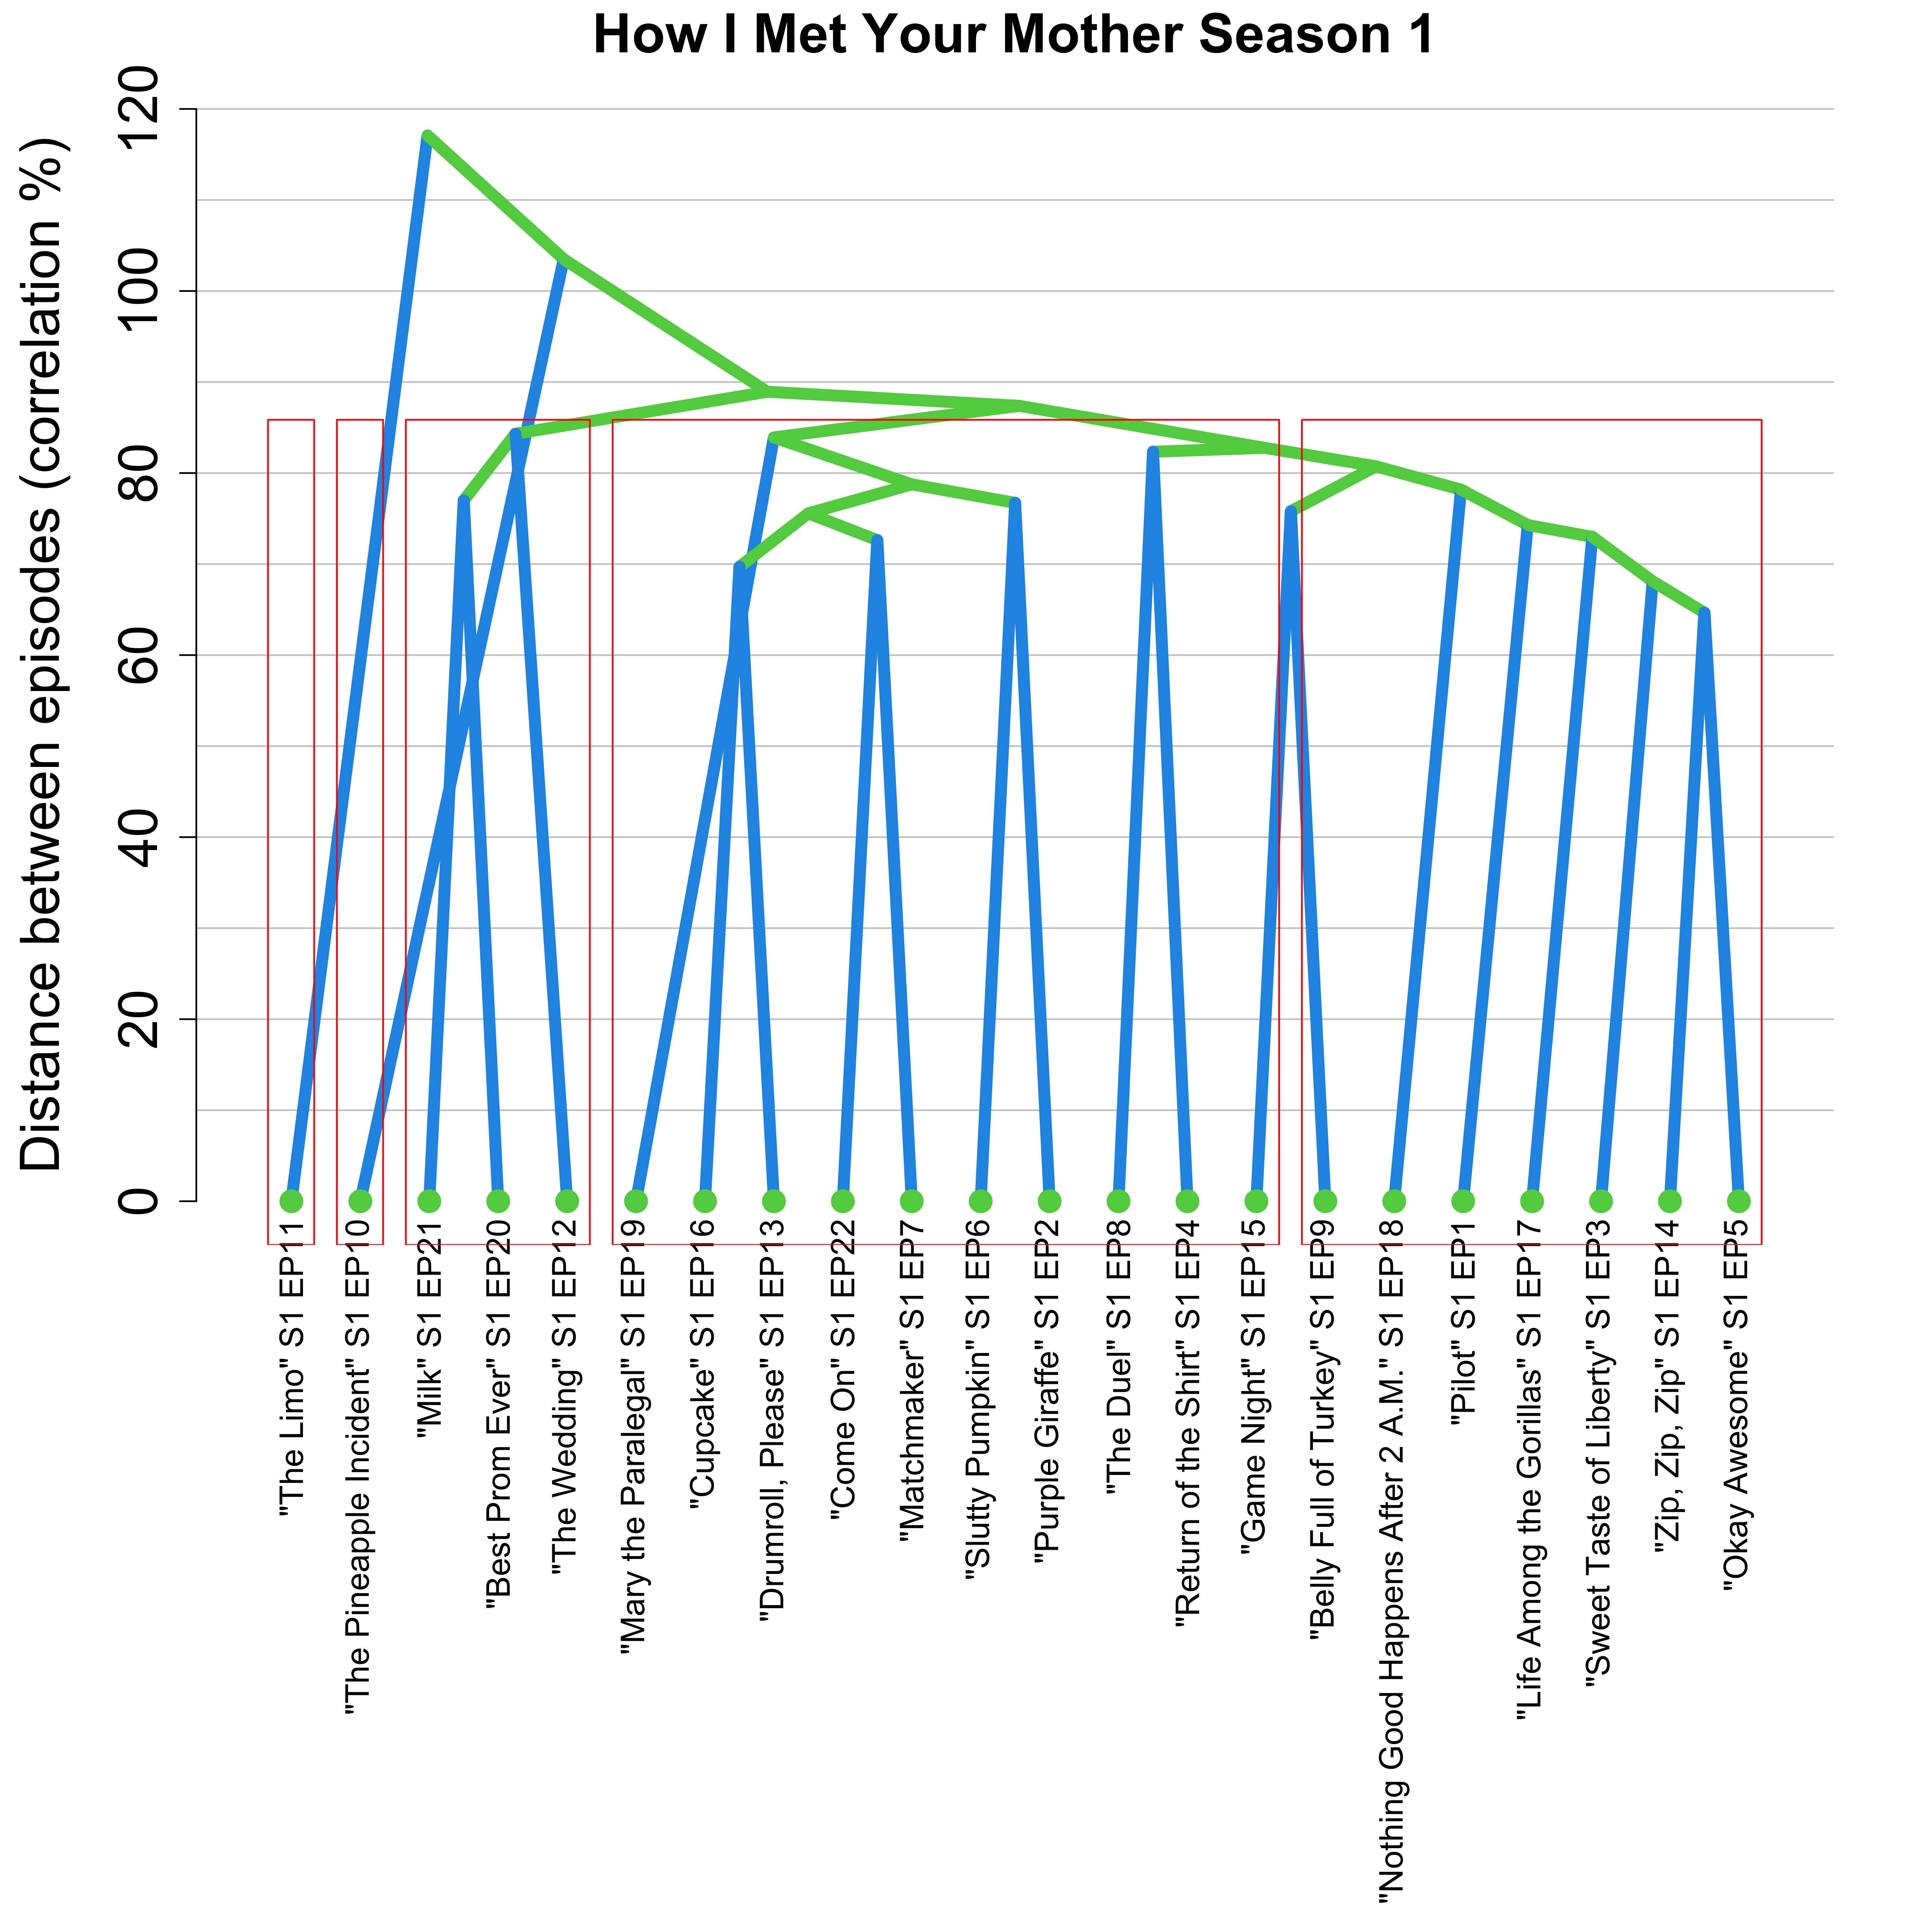 How I Met Your Mother Season 1
Distance between episodes (correlation %)
120
100
80
60
40
20
0
"The Limo" S1 EP11
"The Pineapple Incident" S1 EP10
"Milk" S1 EP21
"Best Prom Ever" S1 EP20
"The Wedding" S1 EP12
"Mary the Paralegal" S1 EP19
"Cupcake" S1 EP16
"Drumroll, Please" S1 EP13
"Come On" S1 EP22
"Matchmaker" S1 EP7
"Slutty Pumpkin" S1 EP6
"Purple Giraffe" S1 EP2
"The Duel" S1 EP8
"Return of the Shirt" S1 EP4
"Game Night" S1 EP15
"Belly Full of Turkey" S1 EP9
"Nothing Good Happens After 2 A.M." S1 EP18
"Pilot" S1 EP1
"Life Among the Gorillas" S1 EP17
"Sweet Taste of Liberty" S1 EP3
"Zip, Zip, Zip" S1 EP14
"Okay Awesome" S1 EP5